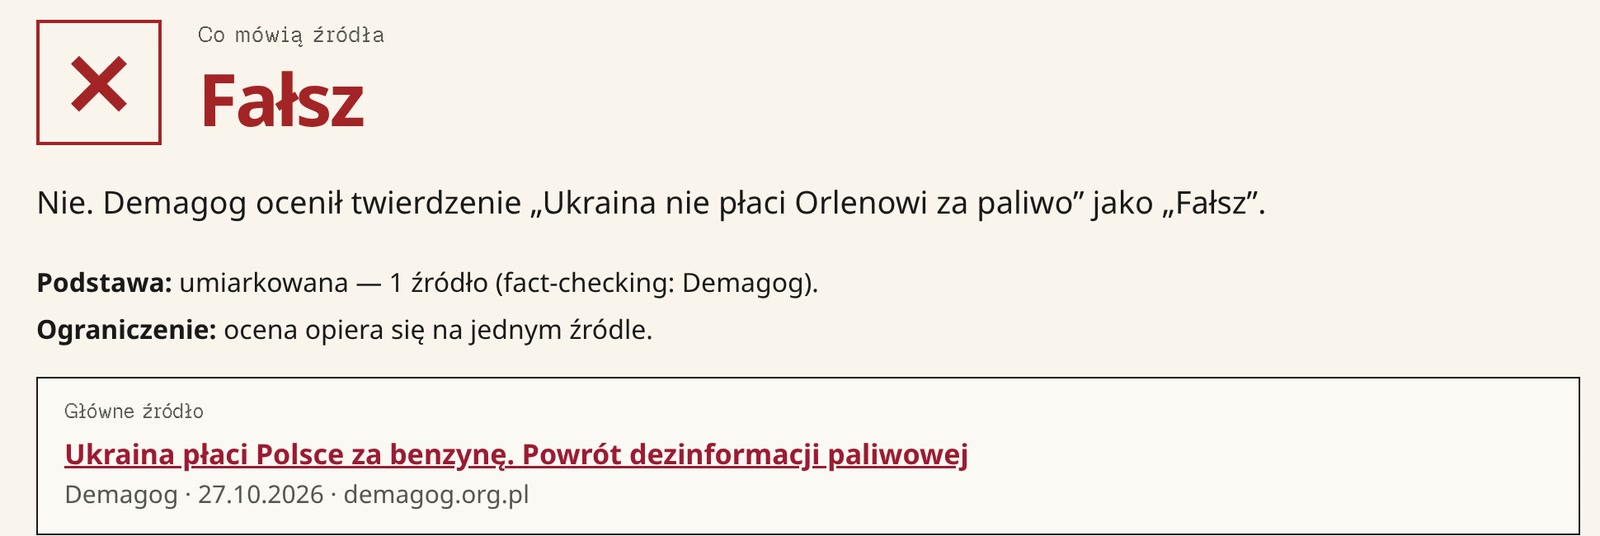 Co mówią źródła
Fałsz
Nie. Demagog ocenił twierdzenie „Ukraina nie płaci Orlenowi za paliwo” jako „Fałsz”.
Podstawa: umiarkowana — 1 źródło (fact-checking: Demagog).
Ograniczenie: ocena opiera się na jednym źródle.
Główne źródło
Ukraina płaci Polsce za benzynę. Powrót dezinformacji paliwowej
Demagog · 27.10.2026 · demagog.org.pl